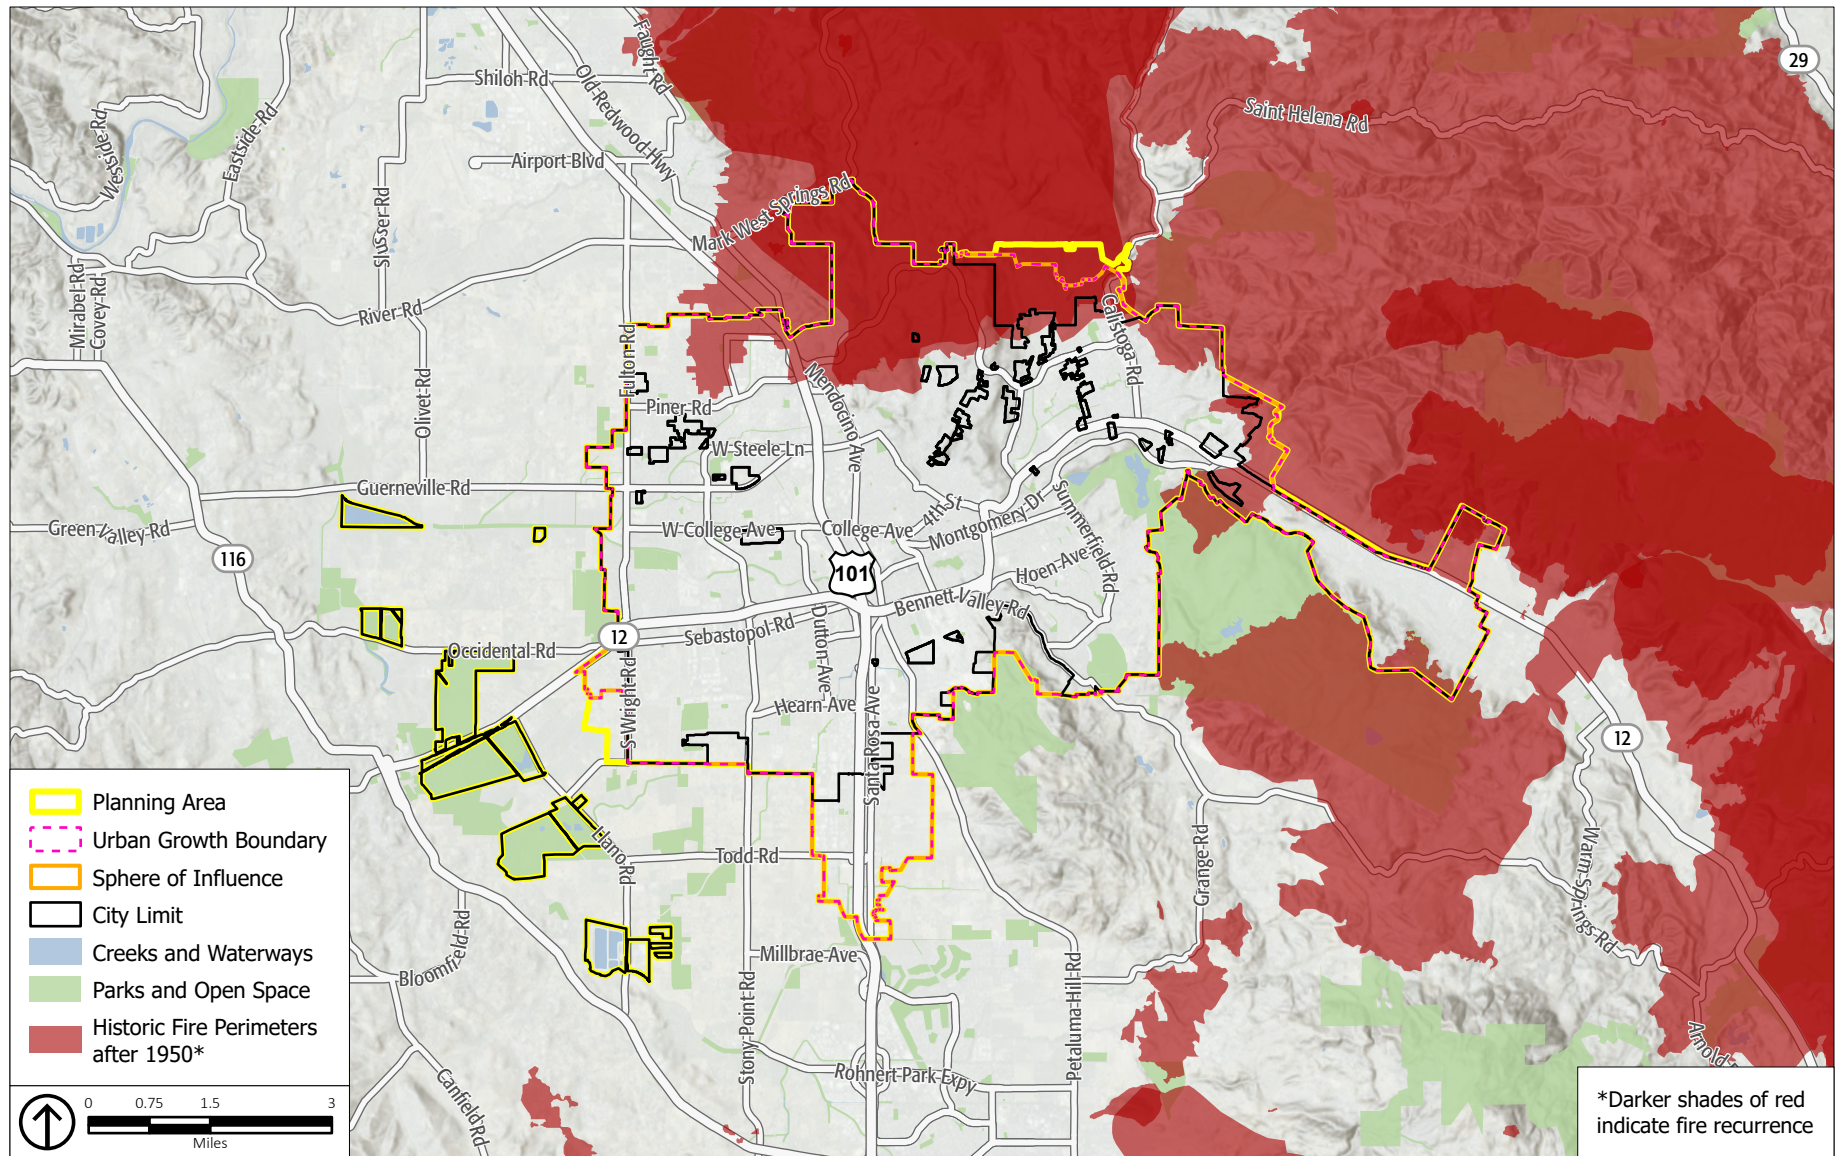 Faught Rd
29
Shiloh Rd
Old Redwood Hwy
Saint Helena Rd
Westside Rd
Eastside Rd
Airport Blvd
Slusser Rd
Mark West Springs Rd
Mirabel Rd
Covey Rd
River Rd
Fulton Rd
Calistoga Rd
Olivet Rd
Mendocino Ave
Piner Rd
W Steele Ln
Guerneville Rd
4th St
Montgomery Dr
Summerfield Rd
Green Valley Rd
W College Ave
College Ave
116
101
Hoen Ave
Bennett Valley Rd
12
Sebastopol Rd
Dutton Ave
Occidental Rd
S Wright Rd
Hearn Ave
Santa Rosa Ave
12
Llano Rd
Todd Rd
Grange Rd
Warm Springs Rd
Bloomfield Rd
Millbrae Ave
Stony Point Rd
Petaluma Hill Rd
Arnold
Canfield Rd
Rohnert Park Expy
Planning Area
Urban Growth Boundary
Sphere of Influence
City Limit
Creeks and Waterways
Parks and Open Space
Historic Fire Perimeters
after 1950*
0 0.75 1.5 3
Miles
*Darker shades of red
indicate fire recurrence